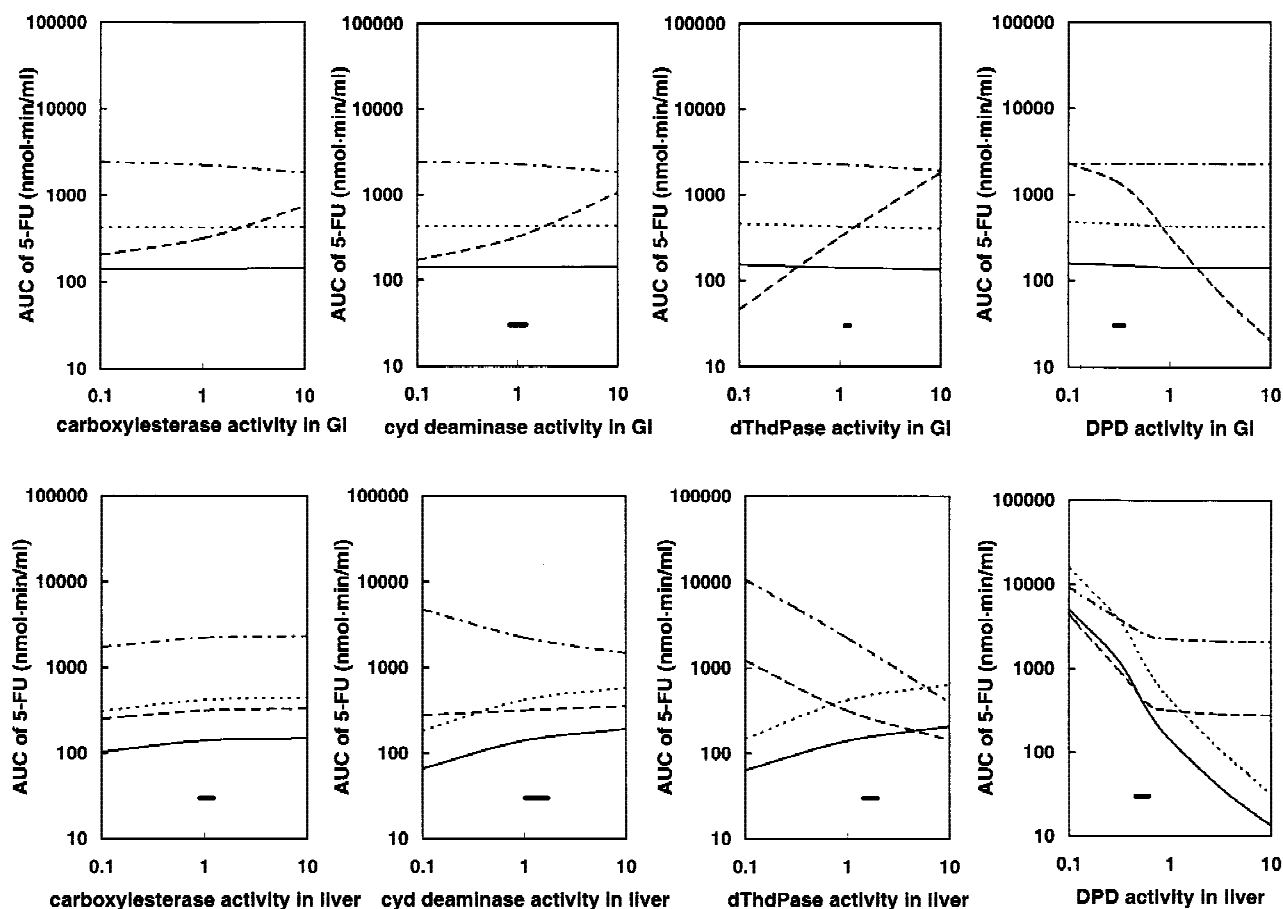 100000 10000 1000 100 10
AUC of 5-FU (nmol·min/ml)
0.1 1 10
carboxylesterase activity in GI
100000 10000 1000 100 10
AUC of 5-FU (nmol·min/ml)
0.1 1 10
cyd deaminase activity in GI
100000 10000 1000 100 10
AUC of 5-FU (nmol·min/ml)
0.1 1 10
dThdPase activity in GI
100000 10000 1000 100 10
AUC of 5-FU (nmol·min/ml)
0.1 1 10
DPD activity in GI
100000 10000 1000 100 10
AUC of 5-FU (nmol·min/ml)
0.1 1 10
carboxylesterase activity in liver
100000 10000 1000 100 10
AUC of 5-FU (nmol·min/ml)
0.1 1 10
cyd deaminase activity in liver
100000 10000 1000 100 10
AUC of 5-FU (nmol·min/ml)
0.1 1 10
dThdPase activity in liver
100000 10000 1000 100 10
AUC of 5-FU (nmol·min/ml)
0.1 1 10
DPD activity in liver